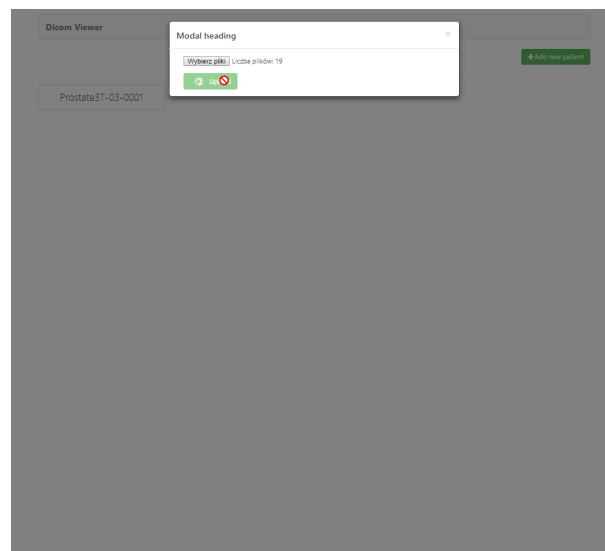 Dicom Viewer
Modal heading
×
Wybierz pliki Liczba plików: 19
+Add new patient
Prostate3T-03-0001